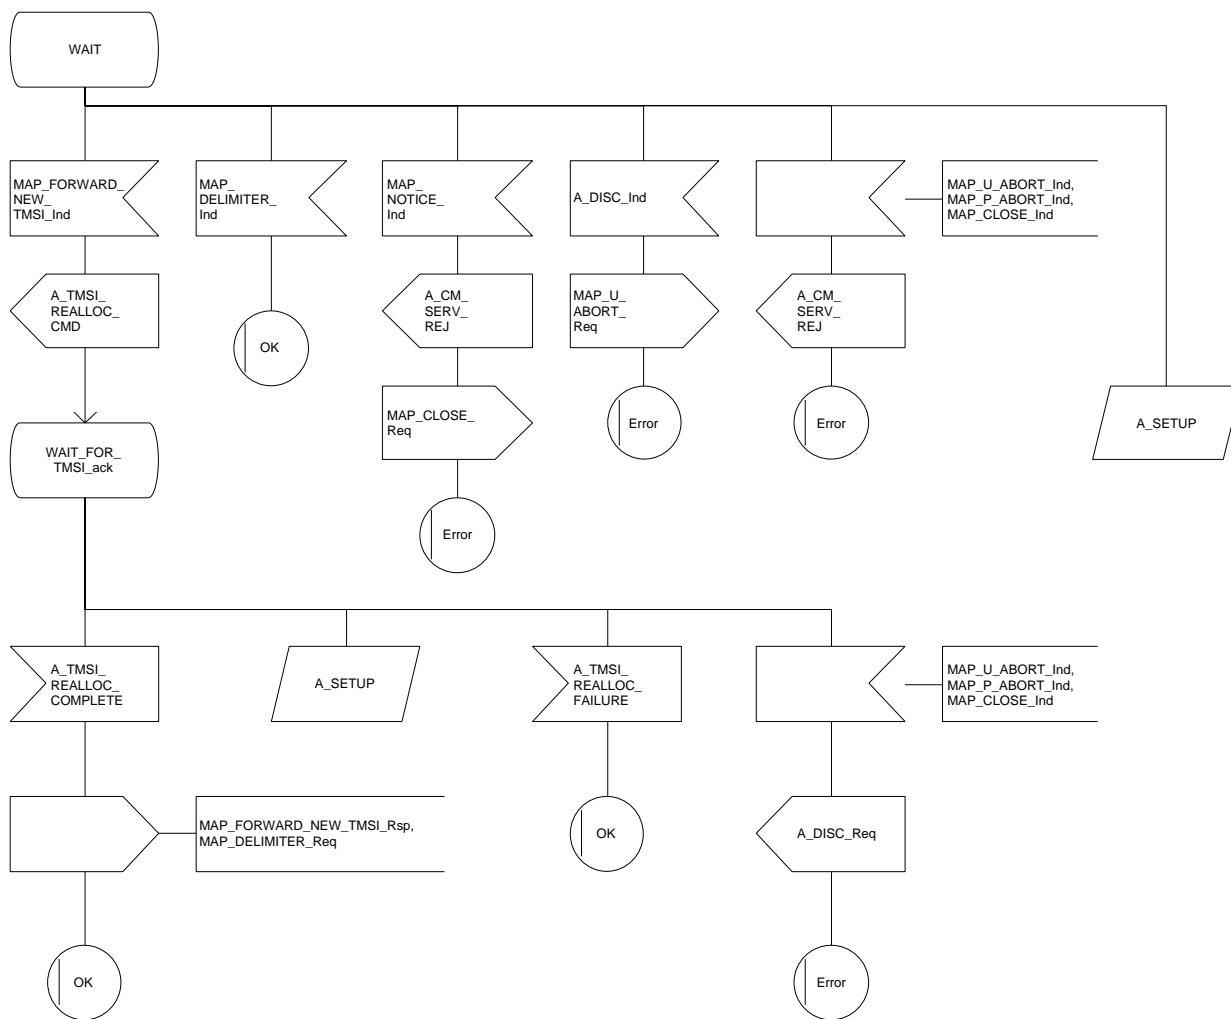 WAIT
MAP_FORWARD_
NEW_
TMSI_Ind
MAP_
DELIMITER_
Ind
MAP_
NOTICE_
Ind
A_DISC_Ind
MAP_U_ABORT_Ind,
MAP_P_ABORT_Ind,
MAP_CLOSE_Ind
A_TMSI_
REALLOC_
CMD
OK
A_CM_
SERV_
REJ
MAP_U_
ABORT_
Req
A_CM_
SERV_
REJ
MAP_CLOSE_
Req
Error
Error
A_SETUP
WAIT_FOR_
TMSI_ack
Error
A_TMSI_
REALLOC_
COMPLETE
A_SETUP
A_TMSI_
REALLOC_
FAILURE
MAP_U_ABORT_Ind,
MAP_P_ABORT_Ind,
MAP_CLOSE_Ind
MAP_FORWARD_NEW_TMSI_Rsp,
MAP_DELIMITER_Req
OK
A_DISC_Req
OK
Error